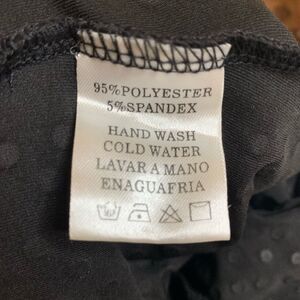 95%POLYESTER
5%SPANDEX
HAND WASH
COLD WATER
LAVAR A MANO
ENAGUAFRIA